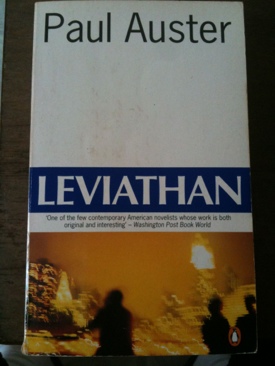 Paul Auster
LEVIATHAN
'One of the few contemporary American novelists whose work is both
original and interesting' – Washington Post Book World